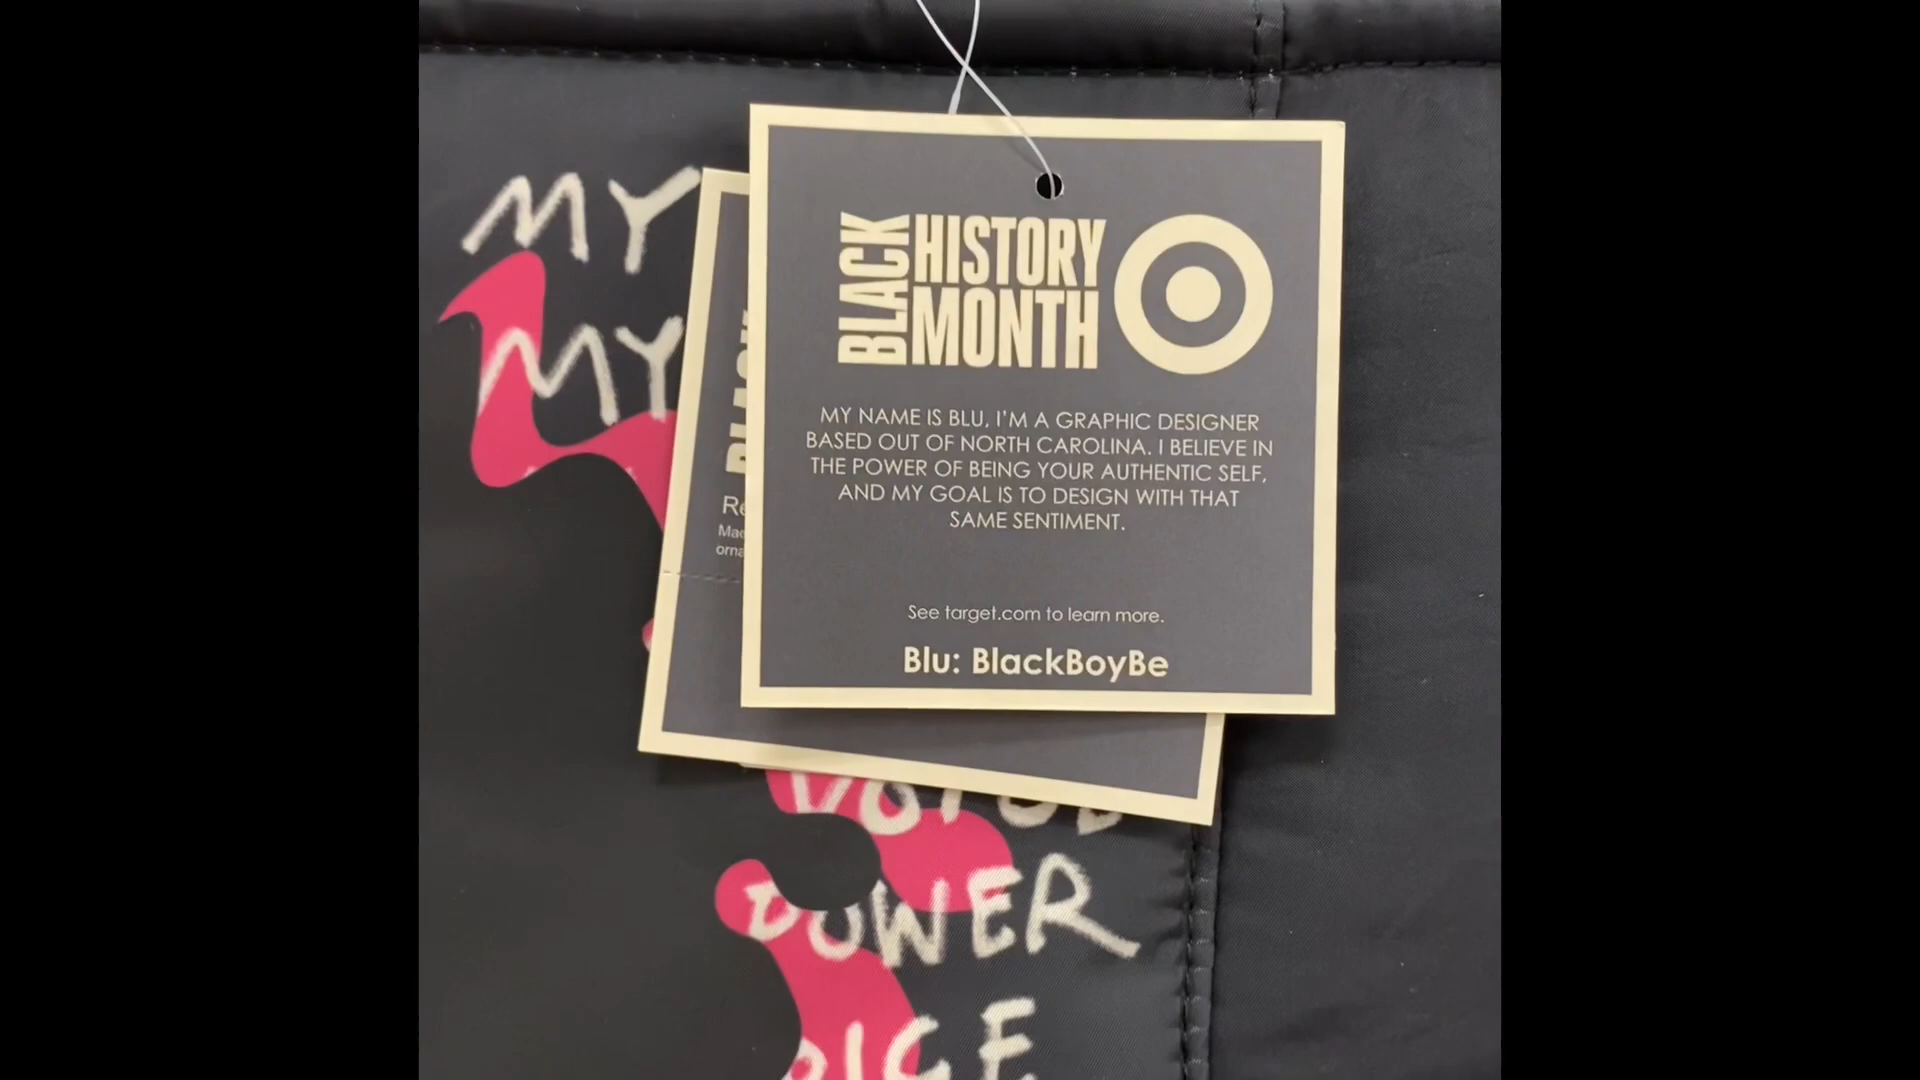 MY
MY
BLACK
HISTORY
MONTH
MY NAME IS BLU, I'M A GRAPHIC DESIGNER
BASED OUT OF NORTH CAROLINA. I BELIEVE IN
THE POWER OF BEING YOUR AUTHENTIC SELF,
AND MY GOAL IS TO DESIGN WITH THAT
SAME SENTIMENT.
See target.com to learn more.
Blu: BlackBoyBe
POWER